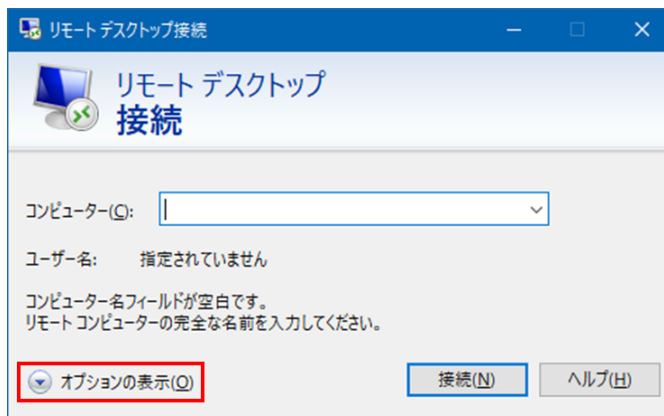 リモート デスクトップ接続
リモート デスクトップ
接続
コンピューター(C):
ユーザー名: 指定されていません
コンピューター名フィールドが空白です。
リモート コンピューターの完全な名前を入力してください。
オプションの表示(O) 接続(N) ヘルプ(H)